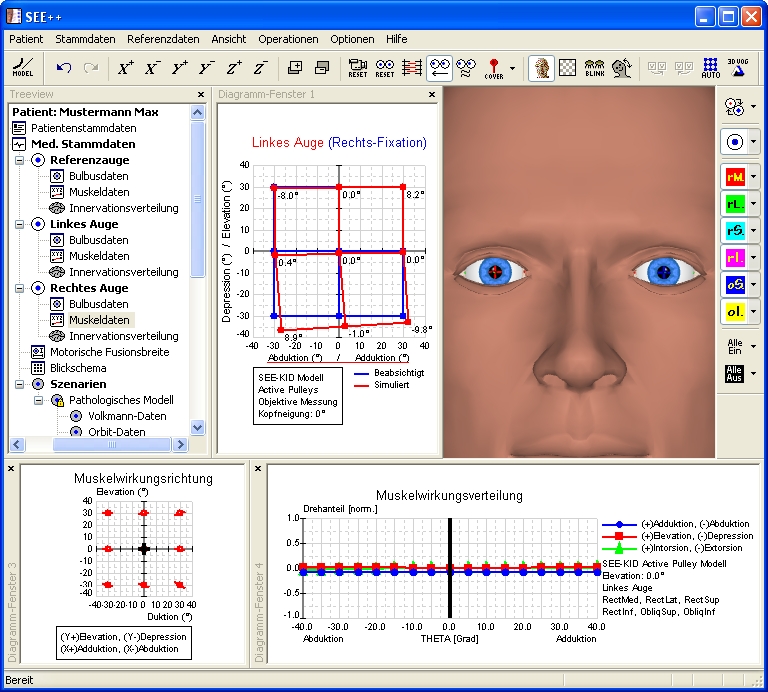 SEE++
Patient Stammdaten Referenzdaten Ansicht Operationen Optionen Hilfe
MODEL X+ X- Y+ Y- Z+ Z- RESET RESET RESET COVER BLINK AUTO 3D VOG
Treeview
Patient: Mustermann Max
Patientenstammdaten
Med. Stammdaten
Referenzauge
Bulbusdaten
Muskeldaten
Innervationsverteilung
Linkes Auge
Bulbusdaten
Muskeldaten
Innervationsverteilung
Rechtes Auge
Bulbusdaten
Muskeldaten
Innervationsverteilung
Motorische Fusionsbreite
Blickschema
Szenarien
Pathologisches Modell
Volkmann-Daten
Orbit-Daten
Diagramm-Fenster 1
Linkes Auge (Rechts-Fixation)
Depression (°) / Elevation (°)
40
30
20
10
0
-10
-20
-30
-40
-8.0° 0.0° 8.2°
0.4° 0.0° 0.0°
8.9° -1.0° -9.8°
-40 -30 -20 -10 0 10 20 30 40
Abduktion (°) / Adduktion (°)
SEE-KID Modell
Active Pulleys
Objektive Messung
Kopfneigung: 0°
Beabsichtigt
Simuliert
rM.
rL.
rS.
rI.
oS.
oI.
Alle
Ein
Alle
Aus
Diagramm-Fenster 3
Muskelwirkungsrichtung
Elevation (°)
40
30
20
10
0
-10
-20
-30
-40
-40-30-20-10 0 10 20 30 40
Duktion (°)
(Y+)Elevation, (Y-)Depression
(X+)Adduktion, (X-)Abduktion
Diagramm-Fenster 4
Muskelwirkungsverteilung
Drehanteil [norm.]
1.0
0.5
0.0
-0.5
-1.0
-40.0 -30.0 -20.0 -10.0 0.0 10.0 20.0 30.0 40.0
Abduktion THETA [Grad] Adduktion
(+)Adduktion, (-)Abduktion
(+)Elevation, (-)Depression
(+)Intorsion, (-)Extorsion
SEE-KID Active Pulley Modell
Elevation: 0.0°
Linkes Auge
RectMed, RectLat, RectSup
RectInf, ObliqSup, ObliqInf
Bereit